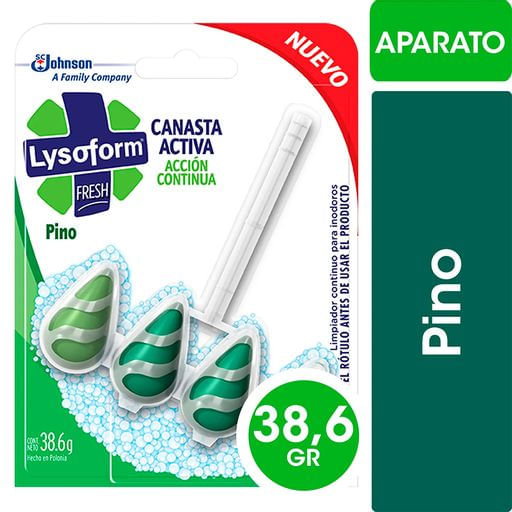 SC Johnson
A Family Company
NUEVO
APARATO
Lysoform®
FRESH
CANASTA
ACTIVA
ACCIÓN
CONTINUA
Pino
Limpiador continuo para inodoros
EL RÓTULO ANTES DE USAR EL PRODUCTO
Pino
38,6
GR
CONT.
NETO 38.6g
Hecho en Polonia